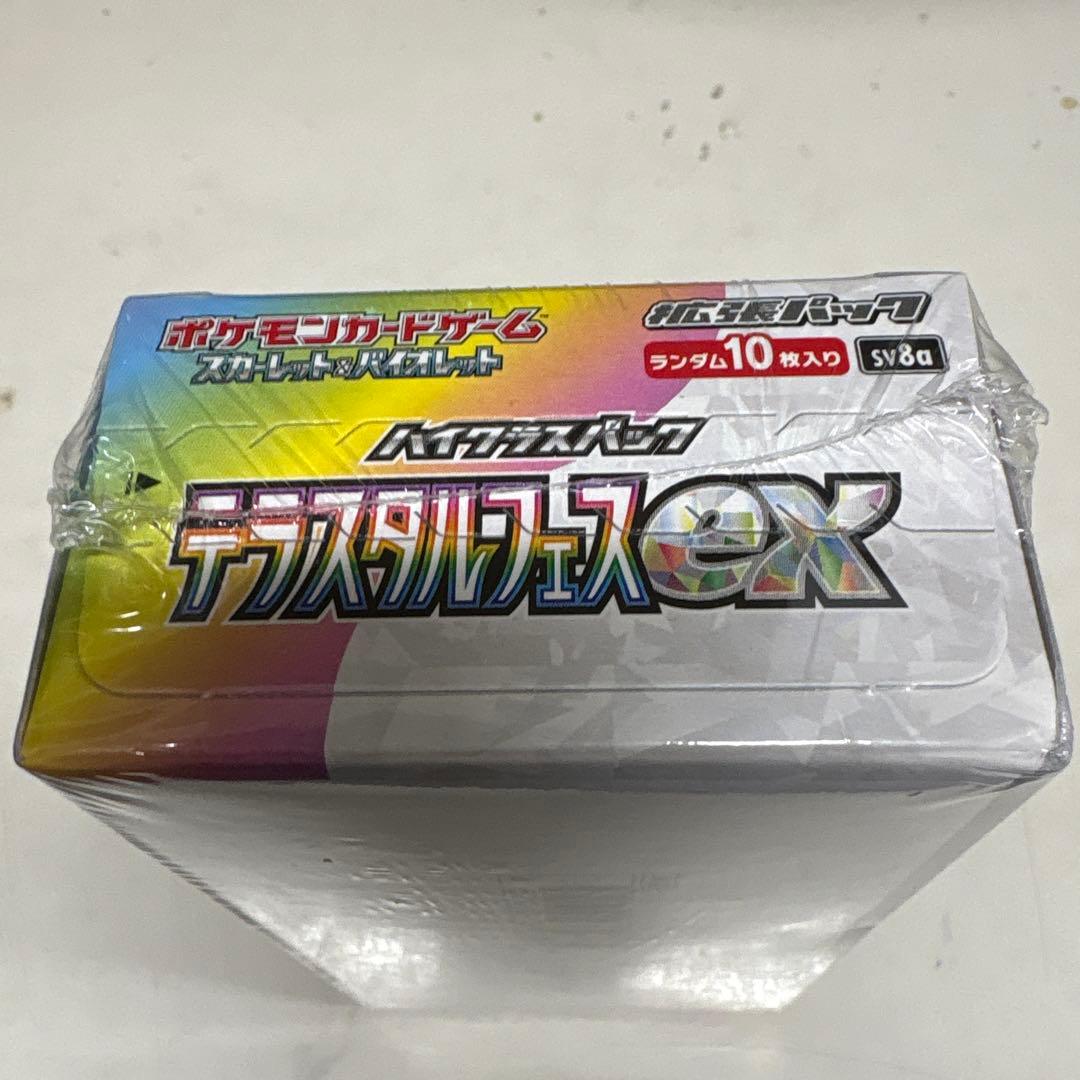 ポケモンカードゲーム
スカーレット&バイオレット
拡張パック
ランダム10枚入り sv8a
ハイクラスパック
テラスタルフェスex